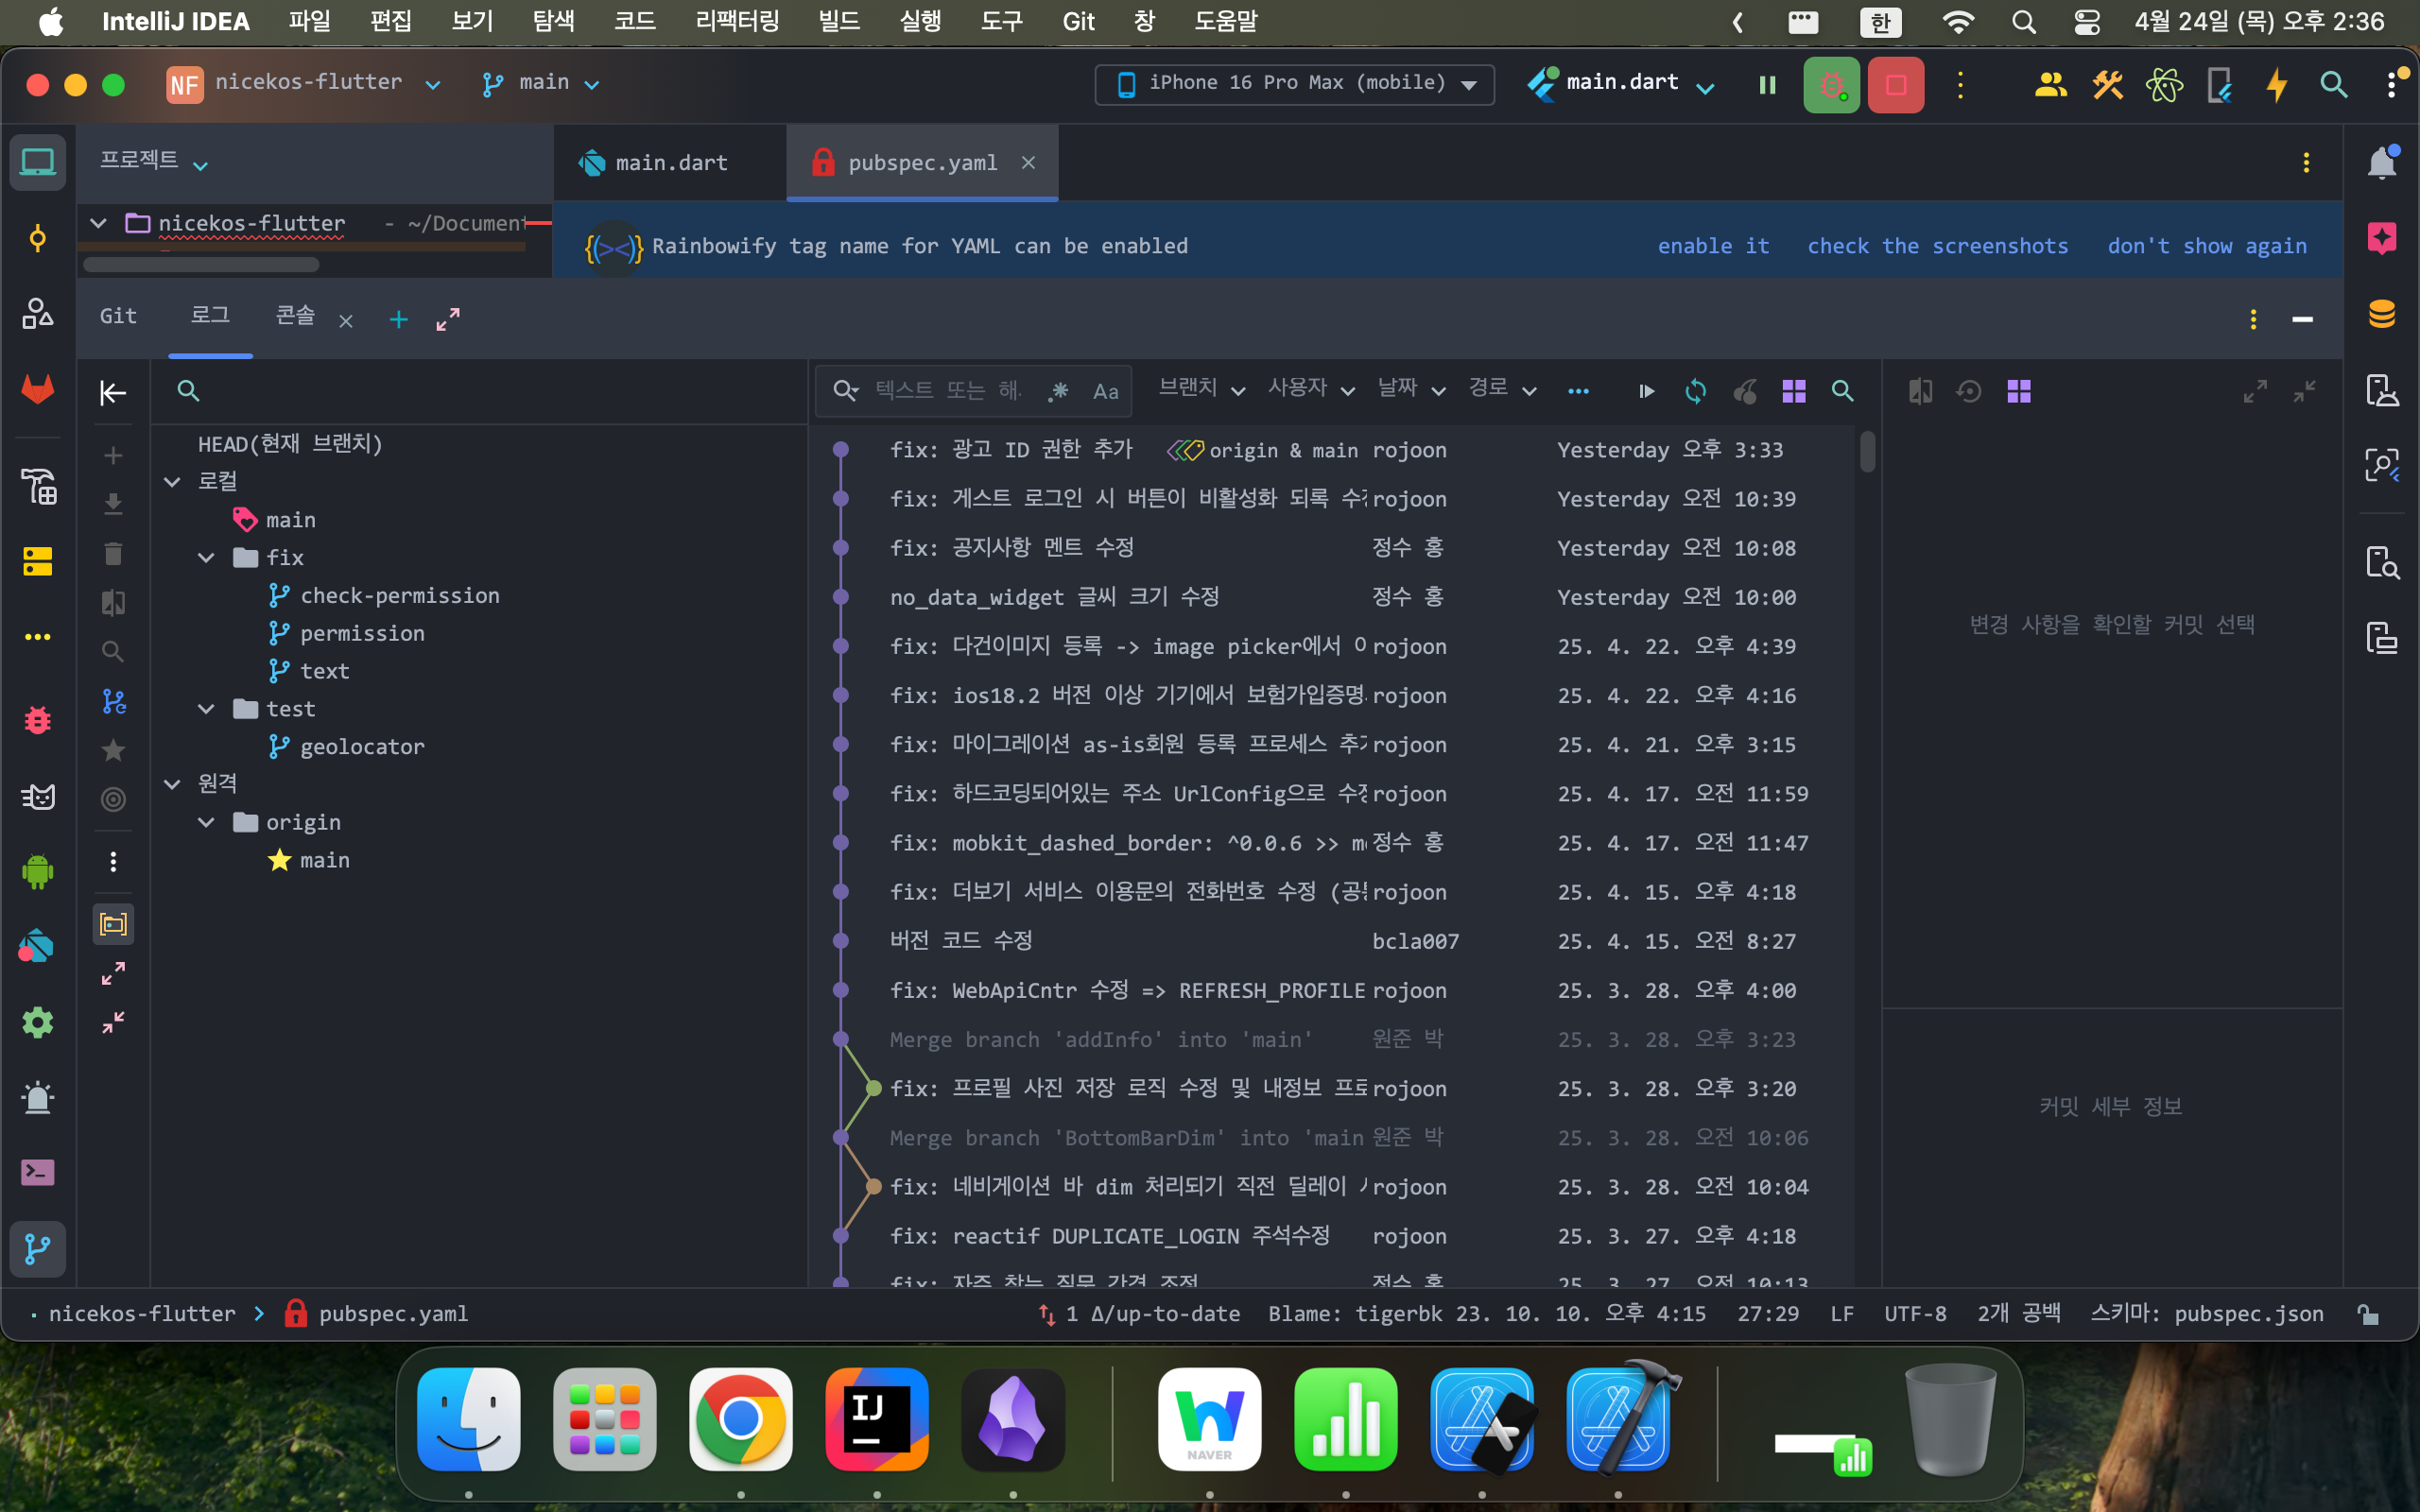 IntelliJ IDEA 파일 편집 보기 탐색 코드 리팩터링 빌드 실행 도구 Git 창 도움말 한 4월 24일 (목) 오후 2:36
NF nicekos-flutter main iPhone 16 Pro Max (mobile) main.dart
프로젝트 main.dart pubspec.yaml
nicekos-flutter - ~/Document
Rainbowify tag name for YAML can be enabled enable it check the screenshots don't show again
Git 로그 콘솔
텍스트 또는 해 .* Aa 브랜치 사용자 날짜 경로
HEAD(현재 브랜치)
로컬
main
fix
check-permission
permission
text
test
geolocator
원격
origin
main
fix: 광고 ID 권한 추가 origin & main rojoon Yesterday 오후 3:33
fix: 게스트 로그인 시 버튼이 비활성화 되록 수정 rojoon Yesterday 오전 10:39
fix: 공지사항 멘트 수정 정수 홍 Yesterday 오전 10:08
no_data_widget 글씨 크기 수정 정수 홍 Yesterday 오전 10:00
fix: 다건이미지 등록 -> image picker에서 rojoon 25. 4. 22. 오후 4:39
fix: ios18.2 버전 이상 기기에서 보험가입증명 rojoon 25. 4. 22. 오후 4:16
fix: 마이그레이션 as-is회원 등록 프로세스 rojoon 25. 4. 21. 오후 3:15
fix: 하드코딩되어있는 주소 UrlConfig으로 수정 rojoon 25. 4. 17. 오전 11:59
fix: mobkit_dashed_border: ^0.0.6 >> 정수 홍 25. 4. 17. 오전 11:47
fix: 더보기 서비스 이용문의 전화번호 수정 rojoon 25. 4. 15. 오후 4:18
버전 코드 수정 bcla007 25. 4. 15. 오전 8:27
fix: WebApiCntr 수정 => REFRESH_PROFILE rojoon 25. 3. 28. 오후 4:00
Merge branch 'addInfo' into 'main' 원준 박 25. 3. 28. 오후 3:23
fix: 프로필 사진 저장 로직 수정 및 내정보 프로 rojoon 25. 3. 28. 오후 3:20
Merge branch 'BottomBarDim' into 'main 원준 박 25. 3. 28. 오전 10:06
fix: 네비게이션 바 dim 처리되기 직전 딜레이 rojoon 25. 3. 28. 오전 10:04
fix: reactif DUPLICATE_LOGIN 주석수정 rojoon 25. 3. 27. 오후 4:18
fix: 자주 찾는 질문 간격 조정 정수 홍 25. 3. 27. 오전 10:13
변경 사항을 확인할 커밋 선택
커밋 세부 정보
nicekos-flutter pubspec.yaml 1 Δ/up-to-date Blame: tigerbk 23. 10. 10. 오후 4:15 27:29 LF UTF-8 2개 공백 스키마: pubspec.json
IJ
NAVER